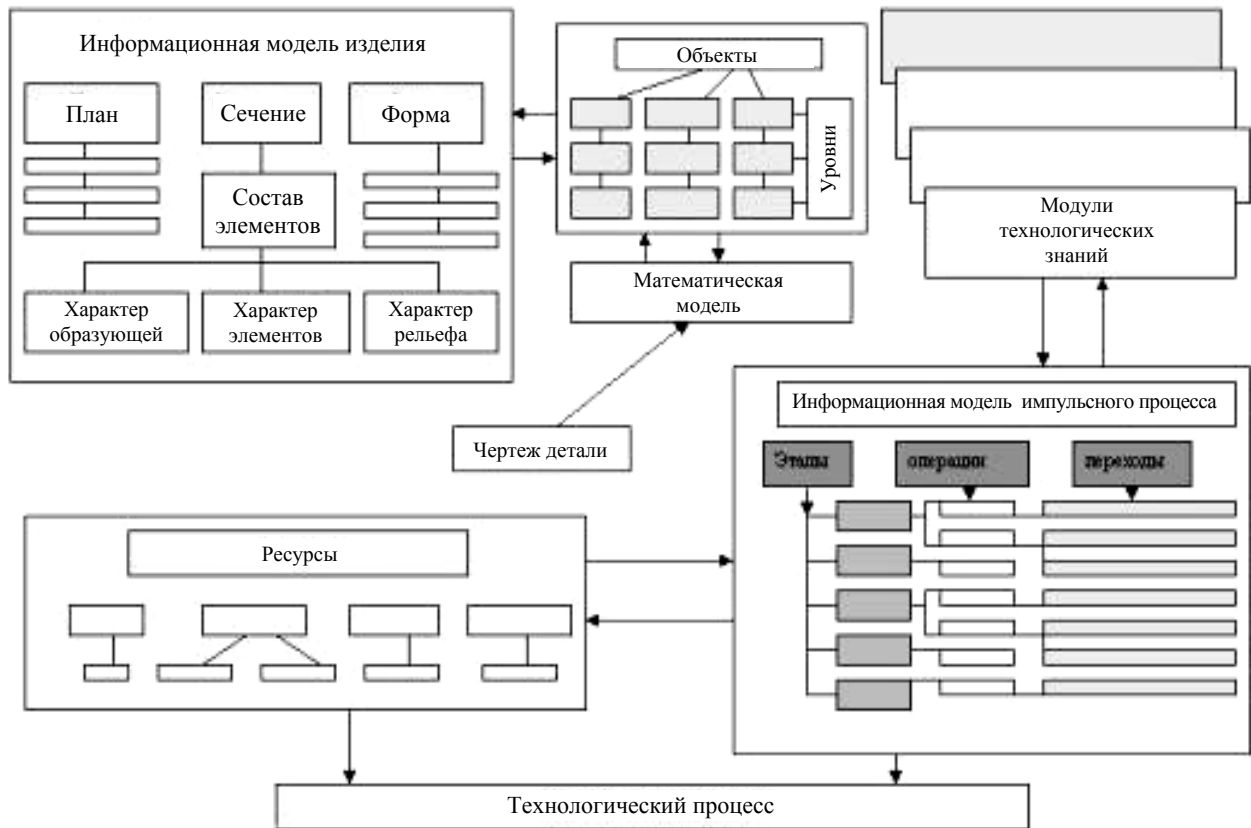 Информационная модель изделия
План
Сечение
Форма
Состав
элементов
Характер
образующей
Характер
элементов
Характер
рельефа
Объекты
Уровни
Математическая
модель
Чертеж детали
Модули
технологических
знаний
Информационная модель импульсного процесса
Этапы
операции
переходы
Ресурсы
Технологический процесс